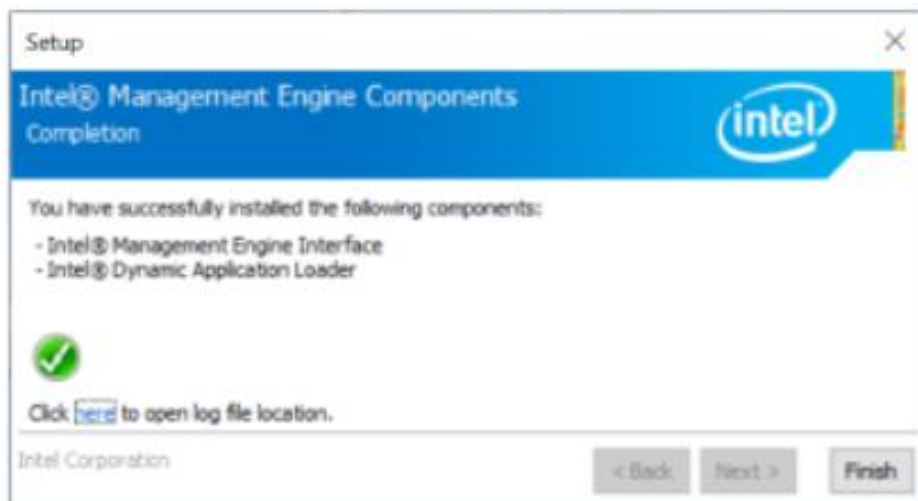 Setup
Intel® Management Engine Components
Completion
intel
You have successfully installed the following components:
- Intel® Management Engine Interface
- Intel® Dynamic Application Loader
Click here to open log file location.
Intel Corporation
< Back Next > Finish